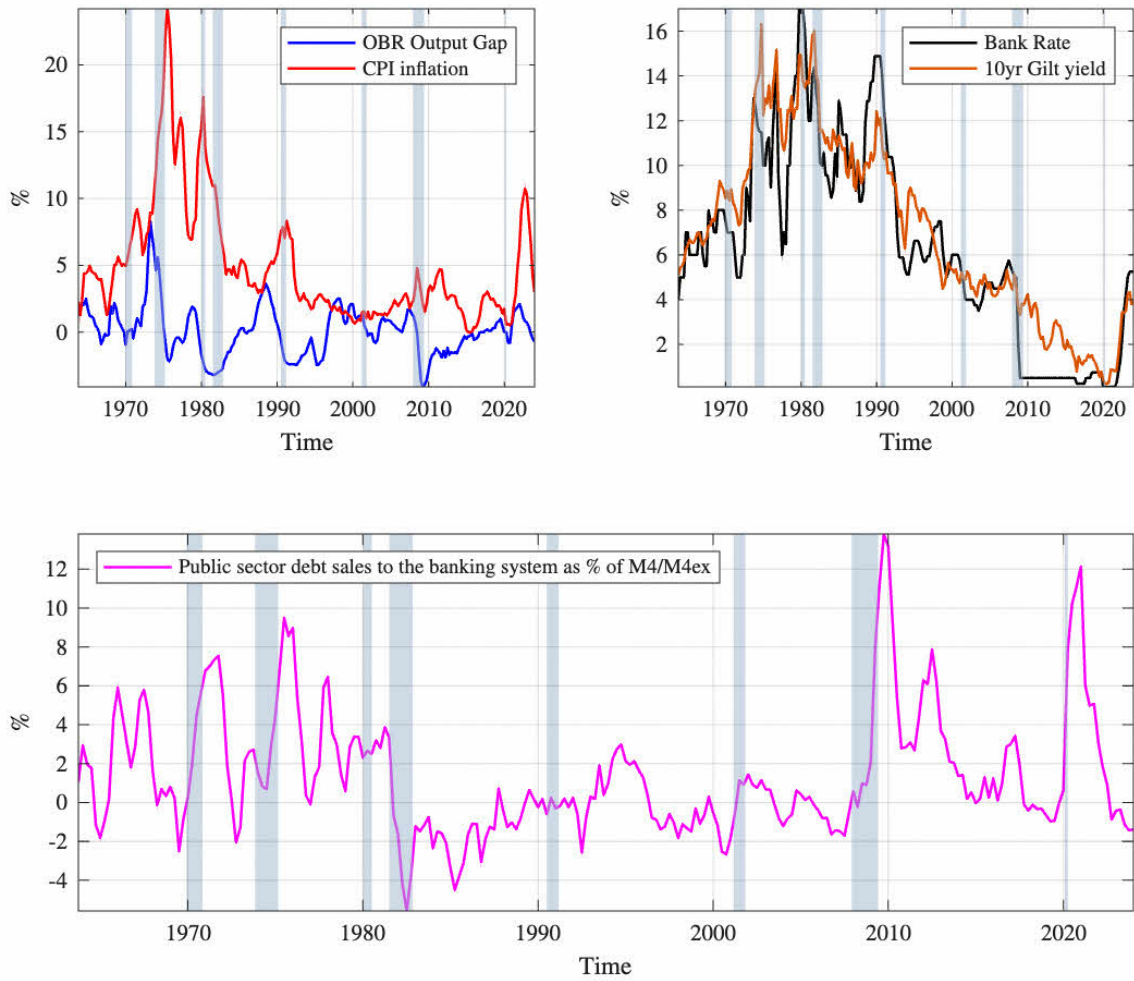 OBR Output Gap
CPI inflation
20
15
10
5
0
%
1970 1980 1990 2000 2010 2020
Time
Bank Rate
10yr Gilt yield
16
14
12
10
8
6
4
2
%
1970 1980 1990 2000 2010 2020
Time
Public sector debt sales to the banking system as % of M4/M4ex
12
10
8
6
4
2
0
-2
-4
%
1970 1980 1990 2000 2010 2020
Time